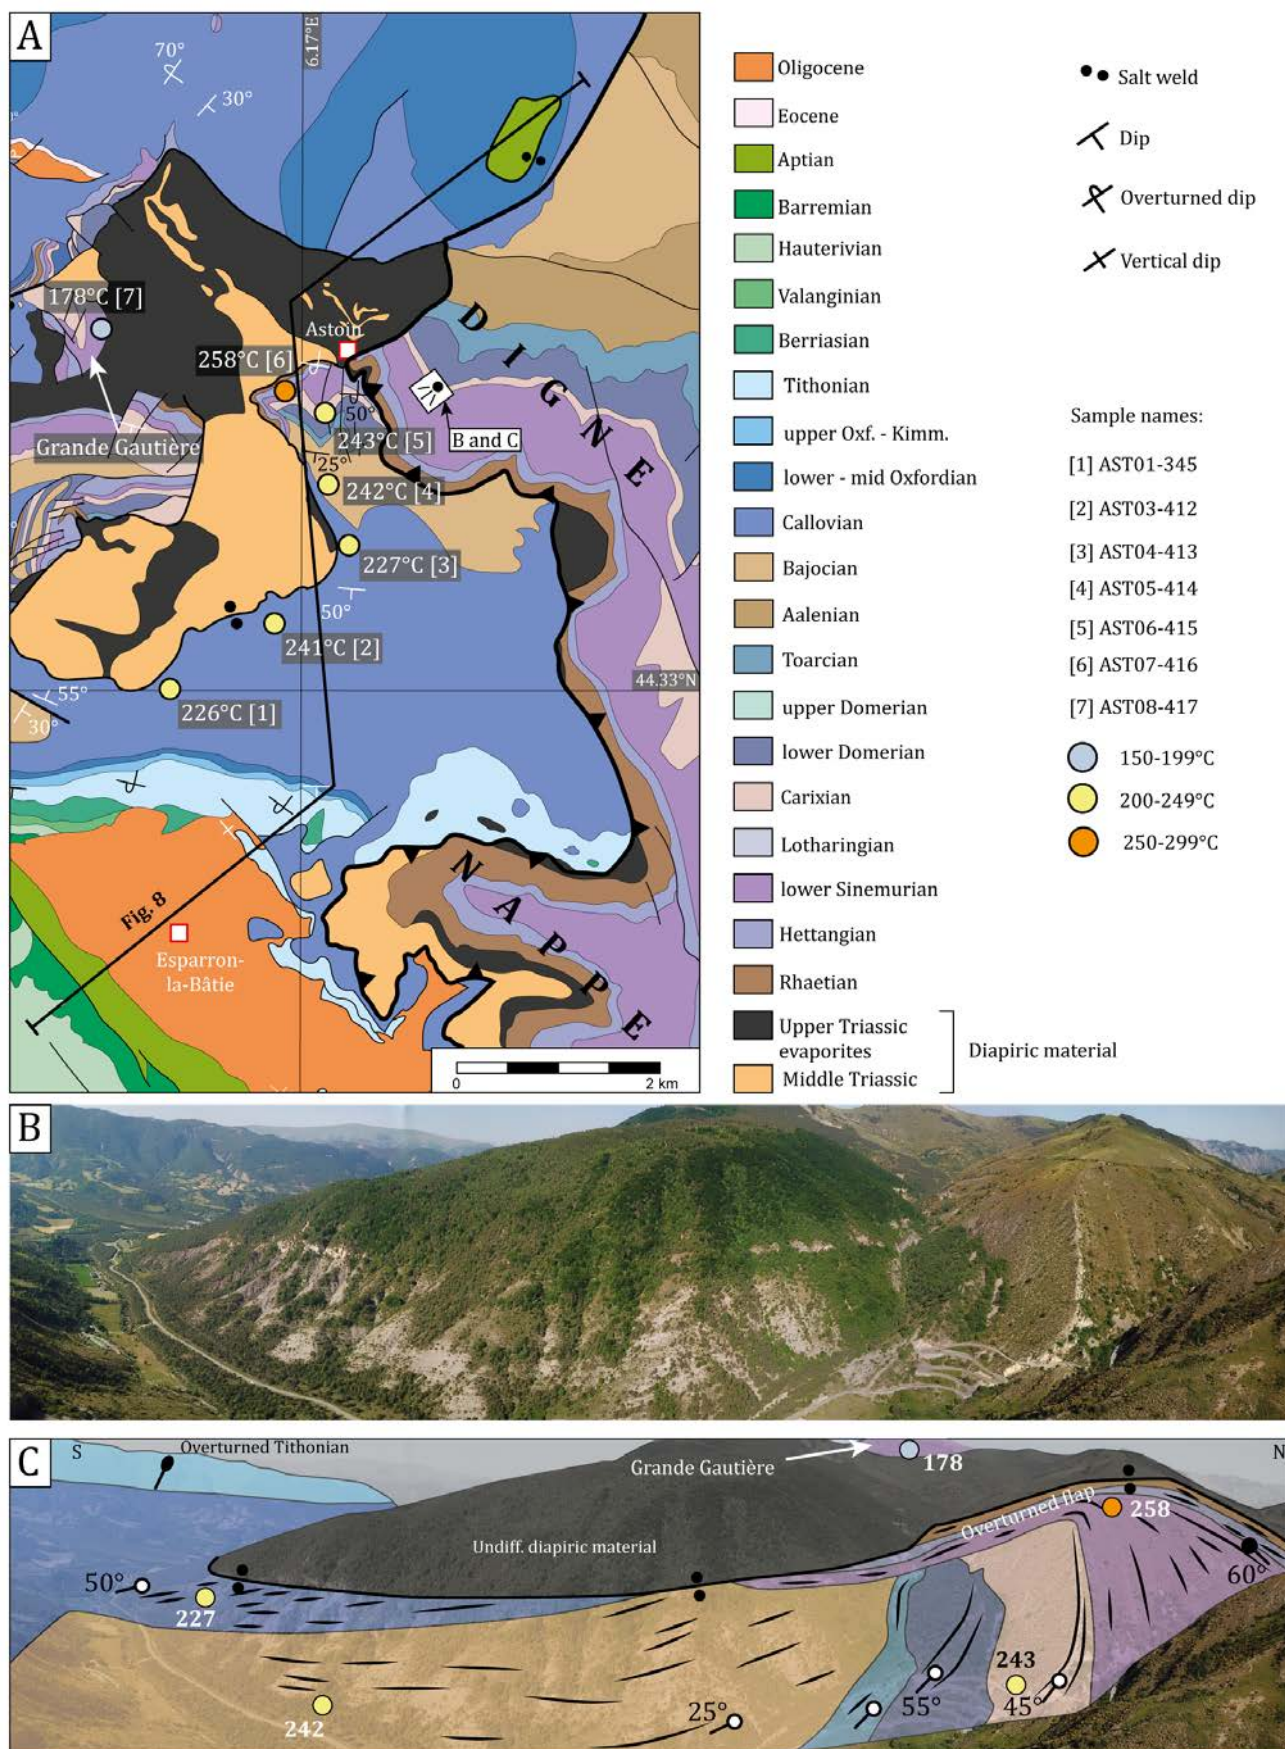 A
6.17°E
70°
30°
178°C [7]
Astoin
258°C [6]
50°
Grande Gautière
243°C [5]
B and C
25°
242°C [4]
227°C [3]
50°
241°C [2]
44.33°N
55°
30°
226°C [1]
DIGNE
NAPPE
Fig. 8
Esparron-
la-Bâtie
0 2 km
Oligocene
Eocene
Aptian
Barremian
Hauterivian
Valanginian
Berriasian
Tithonian
upper Oxf. - Kimm.
lower - mid Oxfordian
Callovian
Bajocian
Aalenian
Toarcian
upper Domerian
lower Domerian
Carixian
Lotharingian
lower Sinemurian
Hettangian
Rhaetian
Upper Triassic
evaporites
Middle Triassic
Diapiric material
Salt weld
Dip
Overturned dip
Vertical dip
Sample names:
[1] AST01-345
[2] AST03-412
[3] AST04-413
[4] AST05-414
[5] AST06-415
[6] AST07-416
[7] AST08-417
150-199°C
200-249°C
250-299°C
B
C
S
Overturned Tithonian
Grande Gautière
178
N
Overturned flap
258
Undiff. diapiric material
50°
60°
227
243
242
25°
55°
45°